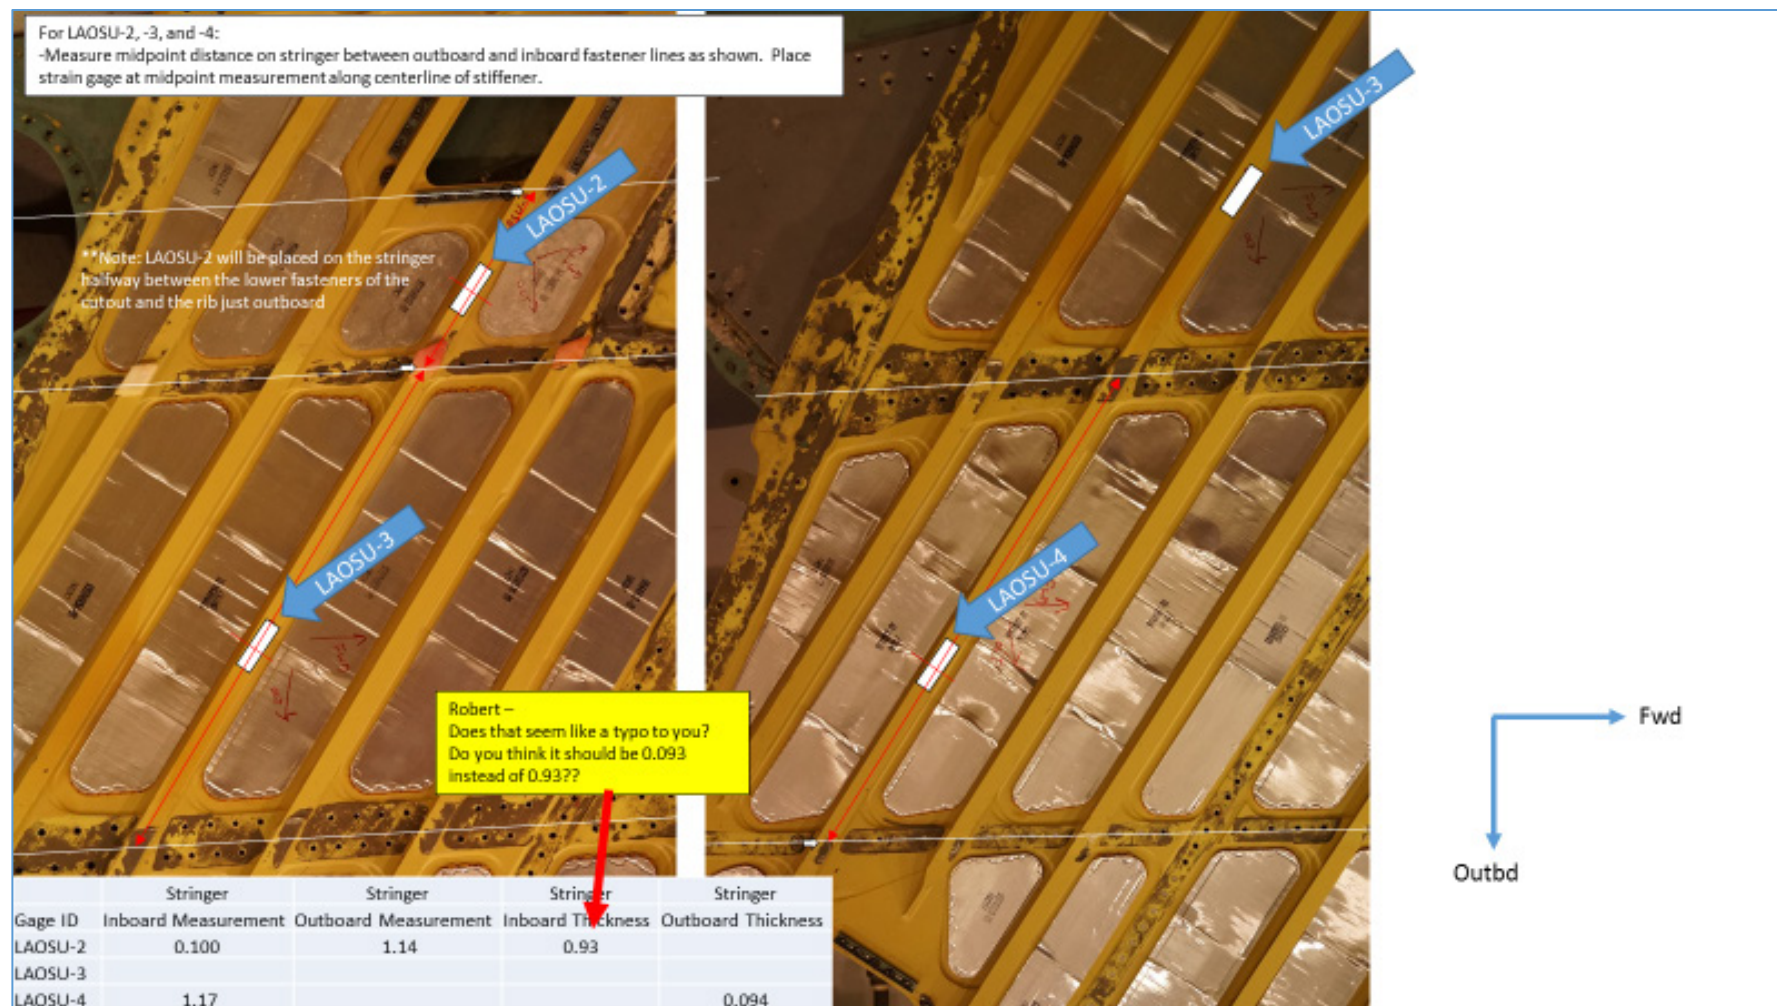 For LAOSU-2, -3, and -4:
-Measure midpoint distance on stringer between outboard and inboard fastener lines as shown.  Place
strain gage at midpoint measurement along centerline of stiffener.
LAOSU-2
LAOSU-3
**Note: LAOSU-2 will be placed on the stringer
halfway between the lower fasteners of the
cutout and the rib just outboard
LAOSU-3
LAOSU-4
Fwd
Outbd
Robert –
Does that seem like a typo to you?
Do you think it should be 0.093
instead of 0.93??
Gage ID Stringer Inboard Measurement Stringer Outboard Measurement Stringer Inboard Thickness Stringer Outboard Thickness
LAOSU-2 0.100 1.14 0.93
LAOSU-3
LAOSU-4 1.17 0.094